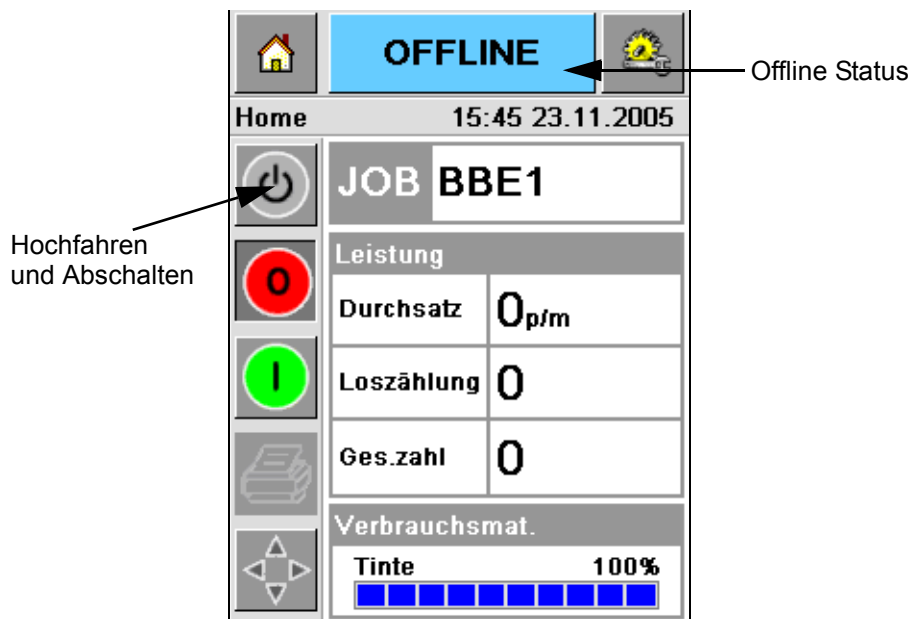 OFFLINE
Offline Status
Home 15:45 23.11.2005
JOB BBE1
Hochfahren
und Abschalten
Leistung
O
Durchsatz 0p/m
I
Loszählung 0
Ges.zahl 0
Verbrauchsmat.
Tinte 100%